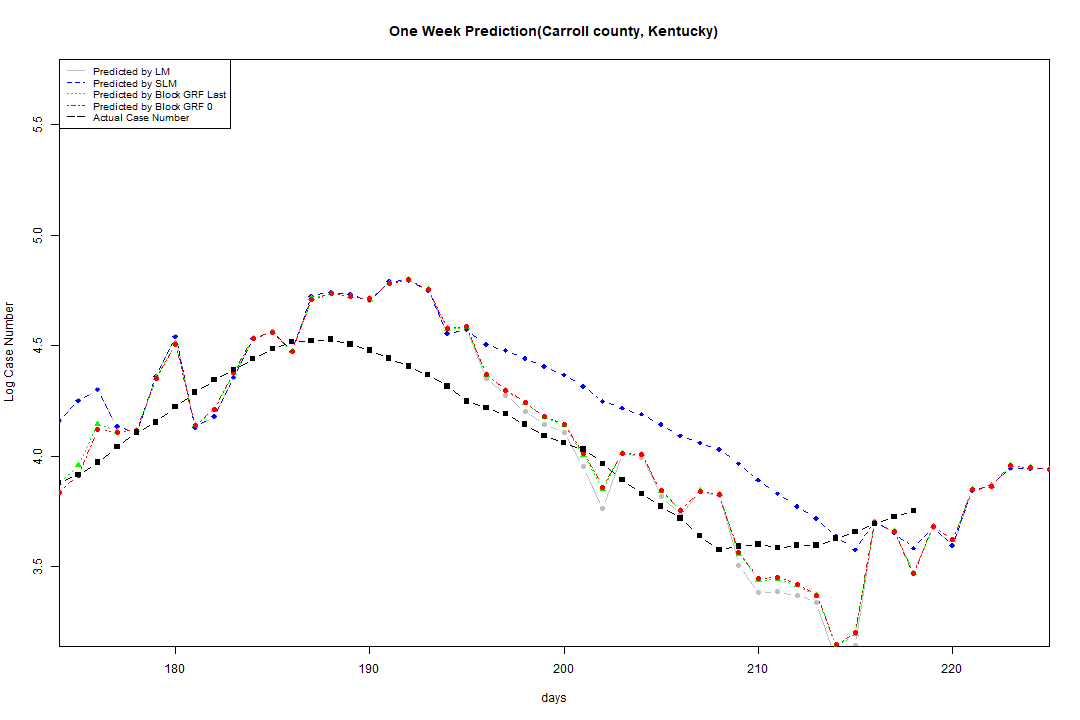 One Week Prediction(Carroll county, Kentucky)
Predicted by LM
Predicted by SLM
Predicted by Block GRF Last
Predicted by Block GRF 0
Actual Case Number
5.5
5.0
4.5
4.0
3.5
Log Case Number
180 190 200 210 220
days